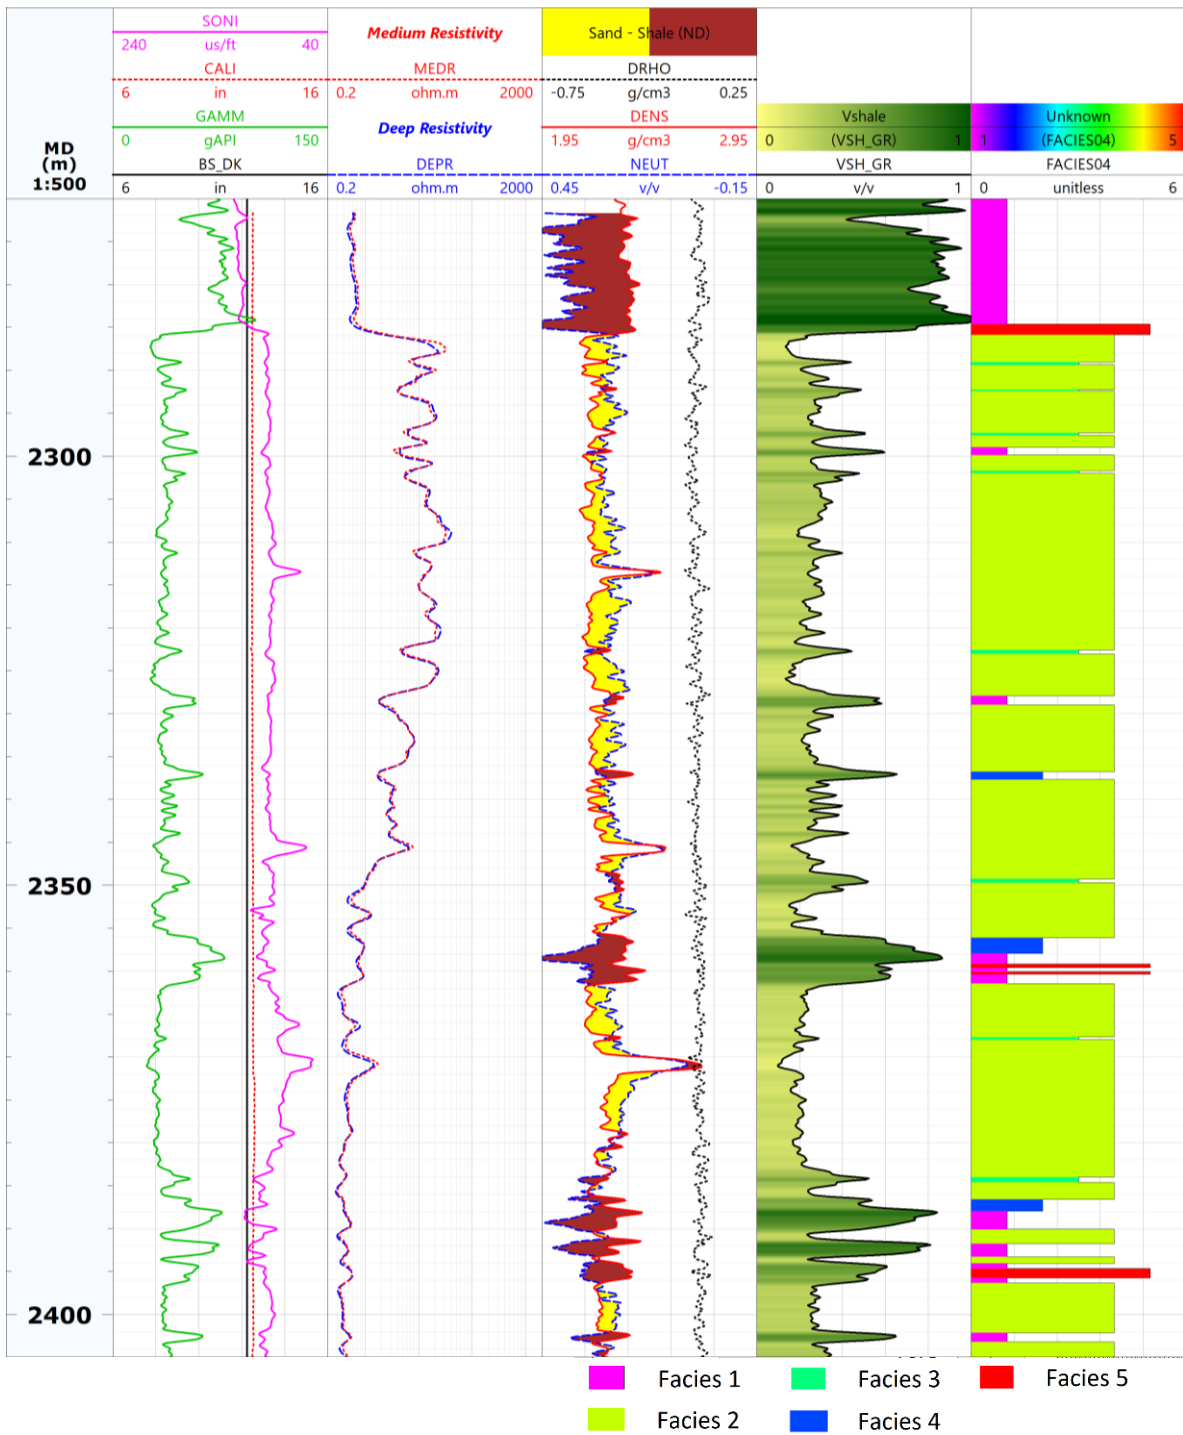 MD
(m)
1:500
SONI
240 us/ft 40
CALI
6 in 16
GAMM
0 gAPI 150
BS_DK
6 in 16
Medium Resistivity
MEDR
0.2 ohm.m 2000
Deep Resistivity
DEPR
0.2 ohm.m 2000
Sand - Shale (ND)
DRHO
-0.75 g/cm3 0.25
DENS
1.95 g/cm3 2.95
NEUT
0.45 v/v -0.15
Vshale
0 (VSH_GR) 1
VSH_GR
0 v/v 1
Unknown
1 (FACIES04) 5
FACIES04
0 unitless 6
2300
2350
2400
Facies 1 Facies 3 Facies 5
Facies 2 Facies 4